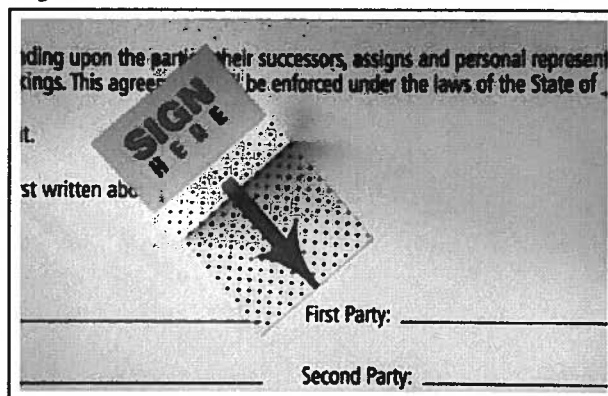 ding upon the parti their successors, assigns and personal represent
kings. This agree be enforced under the laws of the State of
t.
SIGN
HERE
st written abo
First Party:
Second Party: